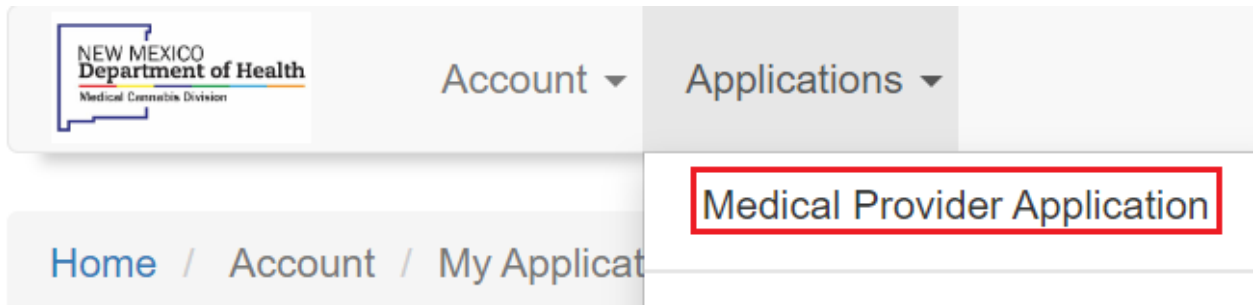 NEW MEXICO
Department of Health
Medical Cannabis Division
Account
Applications
Medical Provider Application
Home / Account / My Applicat